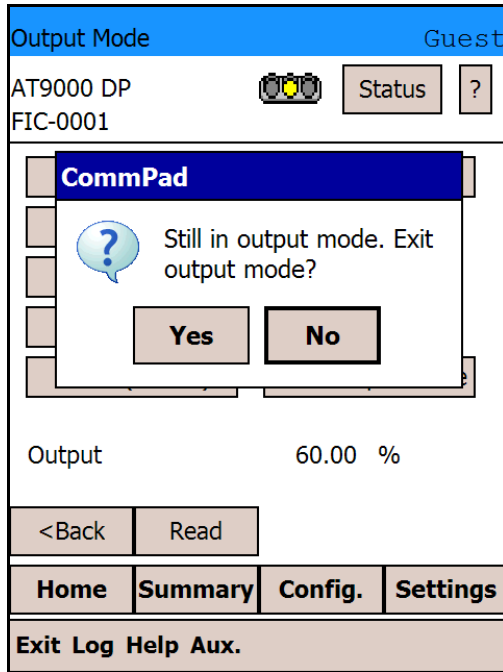 Output Mode Guest
AT9000 DP
FIC-0001
Status ?
CommPad
?
Still in output mode. Exit
output mode?
Yes No
Output 60.00 %
<Back Read
Home Summary Config. Settings
Exit Log Help Aux.